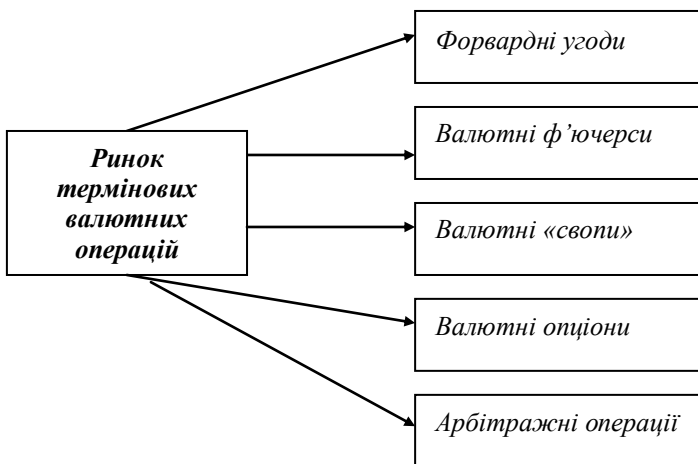 Ринок
термінових
валютних
операцій
Форвардні угоди
Валютні ф’ючерси
Валютні «свопи»
Валютні опціони
Арбітражні операції